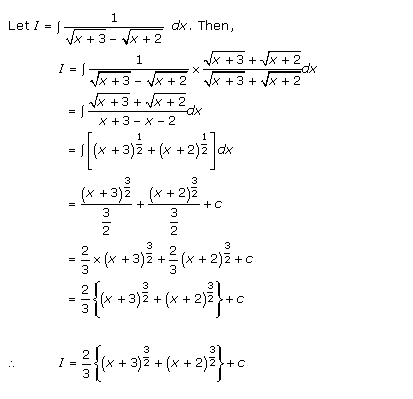 Let I = ∫ 1/(√(x + 3) − √(x + 2)) dx. Then,
I = ∫ 1/(√(x + 3) − √(x + 2)) × (√(x + 3) + √(x + 2))/(√(x + 3) + √(x + 2)) dx
= ∫ (√(x + 3) + √(x + 2))/(x + 3 − x − 2) dx
= ∫ [(x + 3)^(1/2) + (x + 2)^(1/2)] dx
= (x + 3)^(3/2)/(3/2) + (x + 2)^(3/2)/(3/2) + c
= 2/3 × (x + 3)^(3/2) + 2/3 (x + 2)^(3/2) + c
= 2/3 {(x + 3)^(3/2) + (x + 2)^(3/2)} + c
∴ I = 2/3 {(x + 3)^(3/2) + (x + 2)^(3/2)} + c